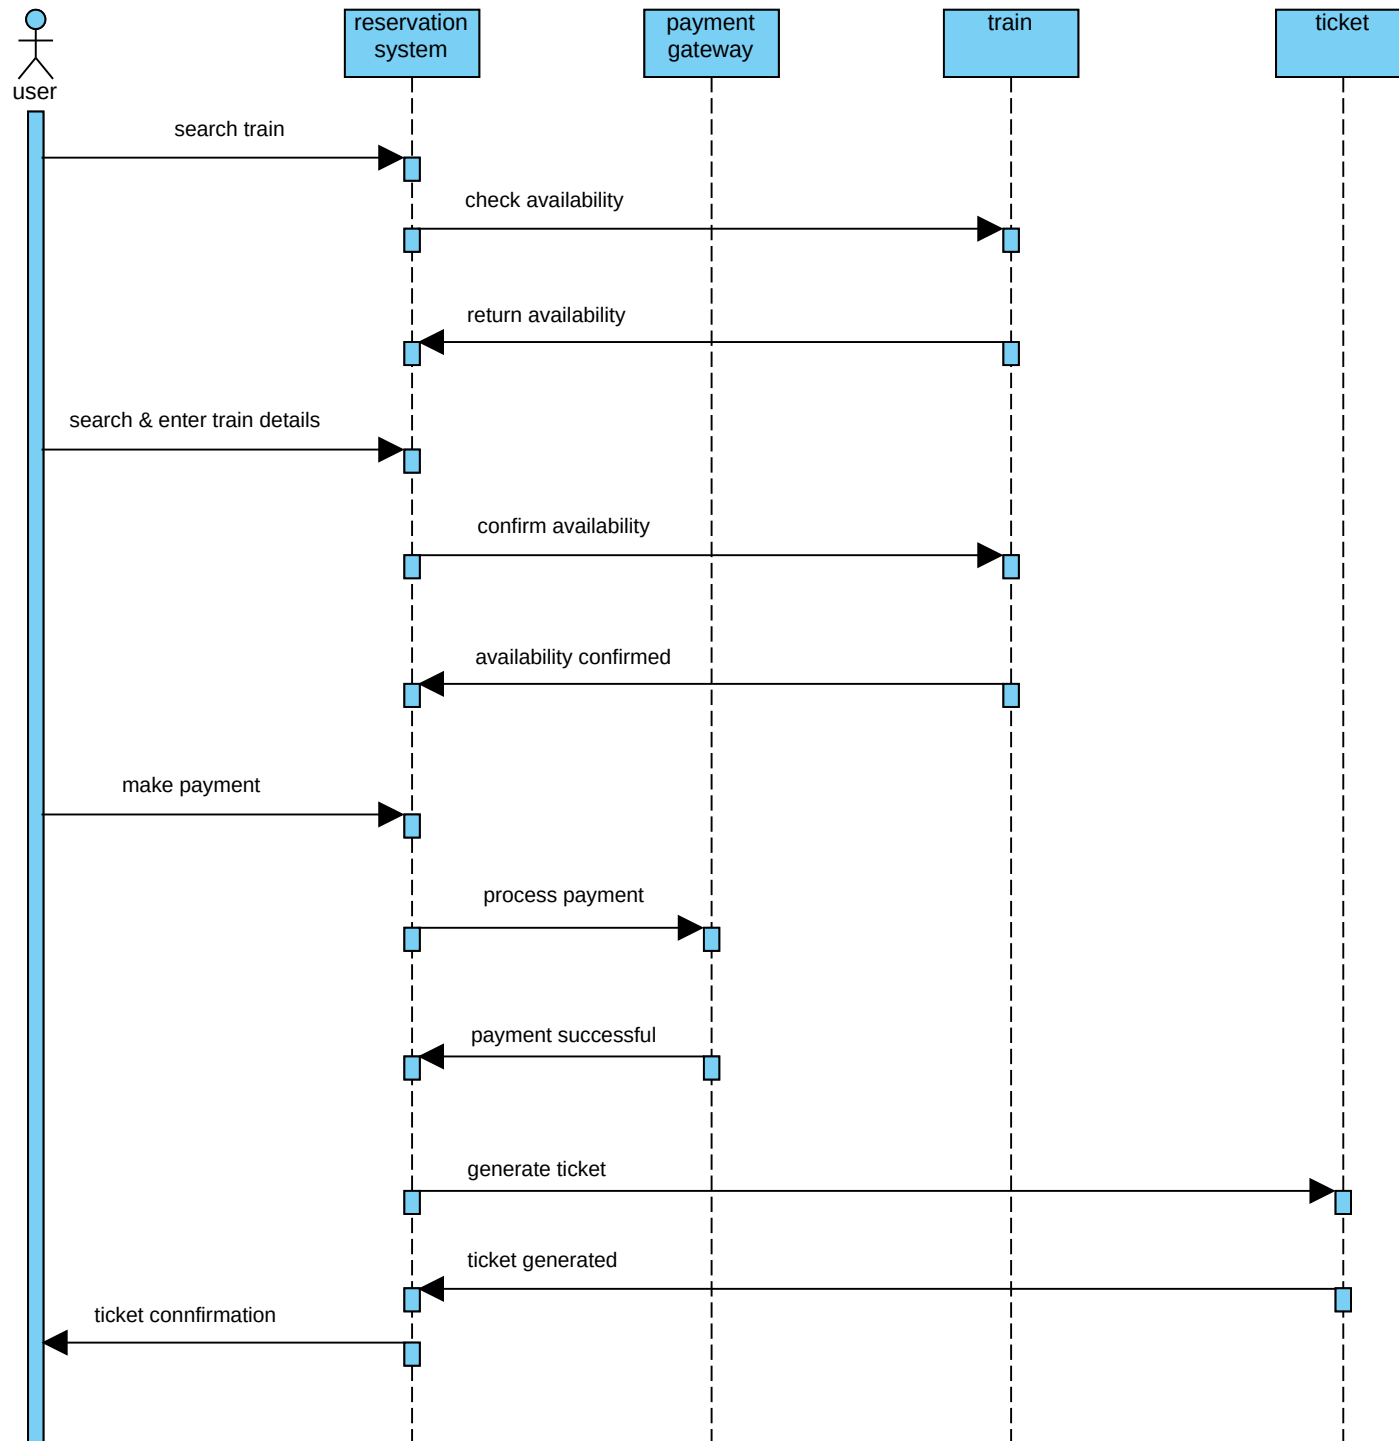 reservation
system
payment
gateway
train
ticket
user
search train
check availability
return availability
search & enter train details
confirm availability
availability confirmed
make payment
process payment
payment successful
generate ticket
ticket generated
ticket connfirmation